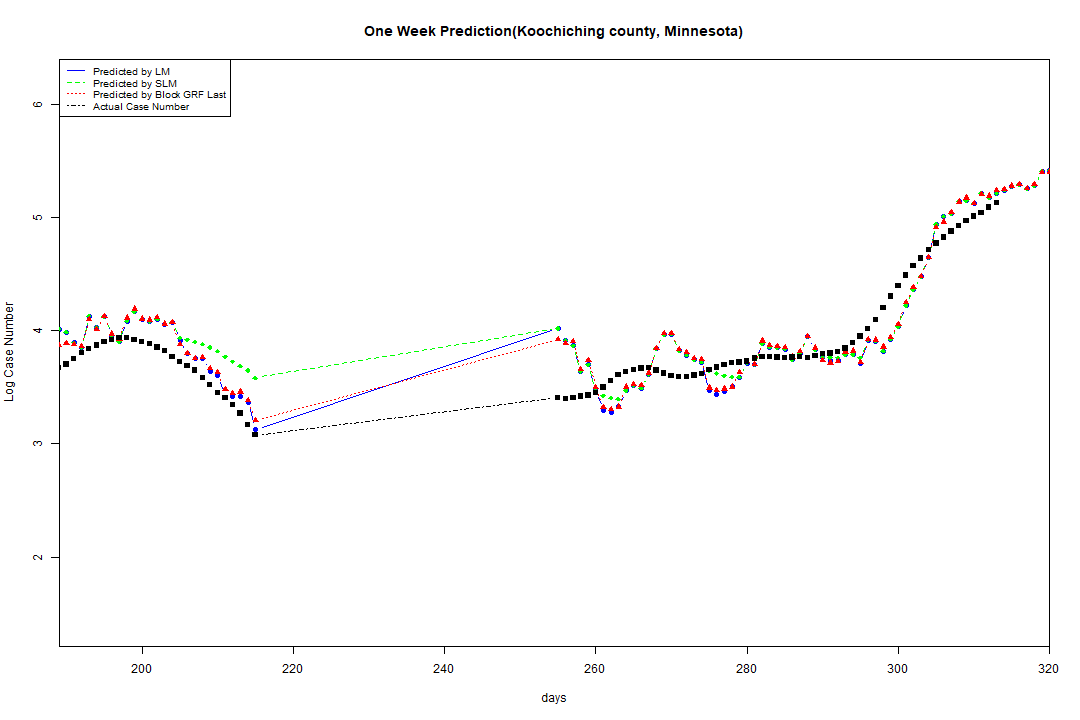 One Week Prediction(Koochiching county, Minnesota)
Predicted by LM
Predicted by SLM
Predicted by Block GRF Last
Actual Case Number
6
5
4
3
2
Log Case Number
200 220 240 260 280 300 320
days